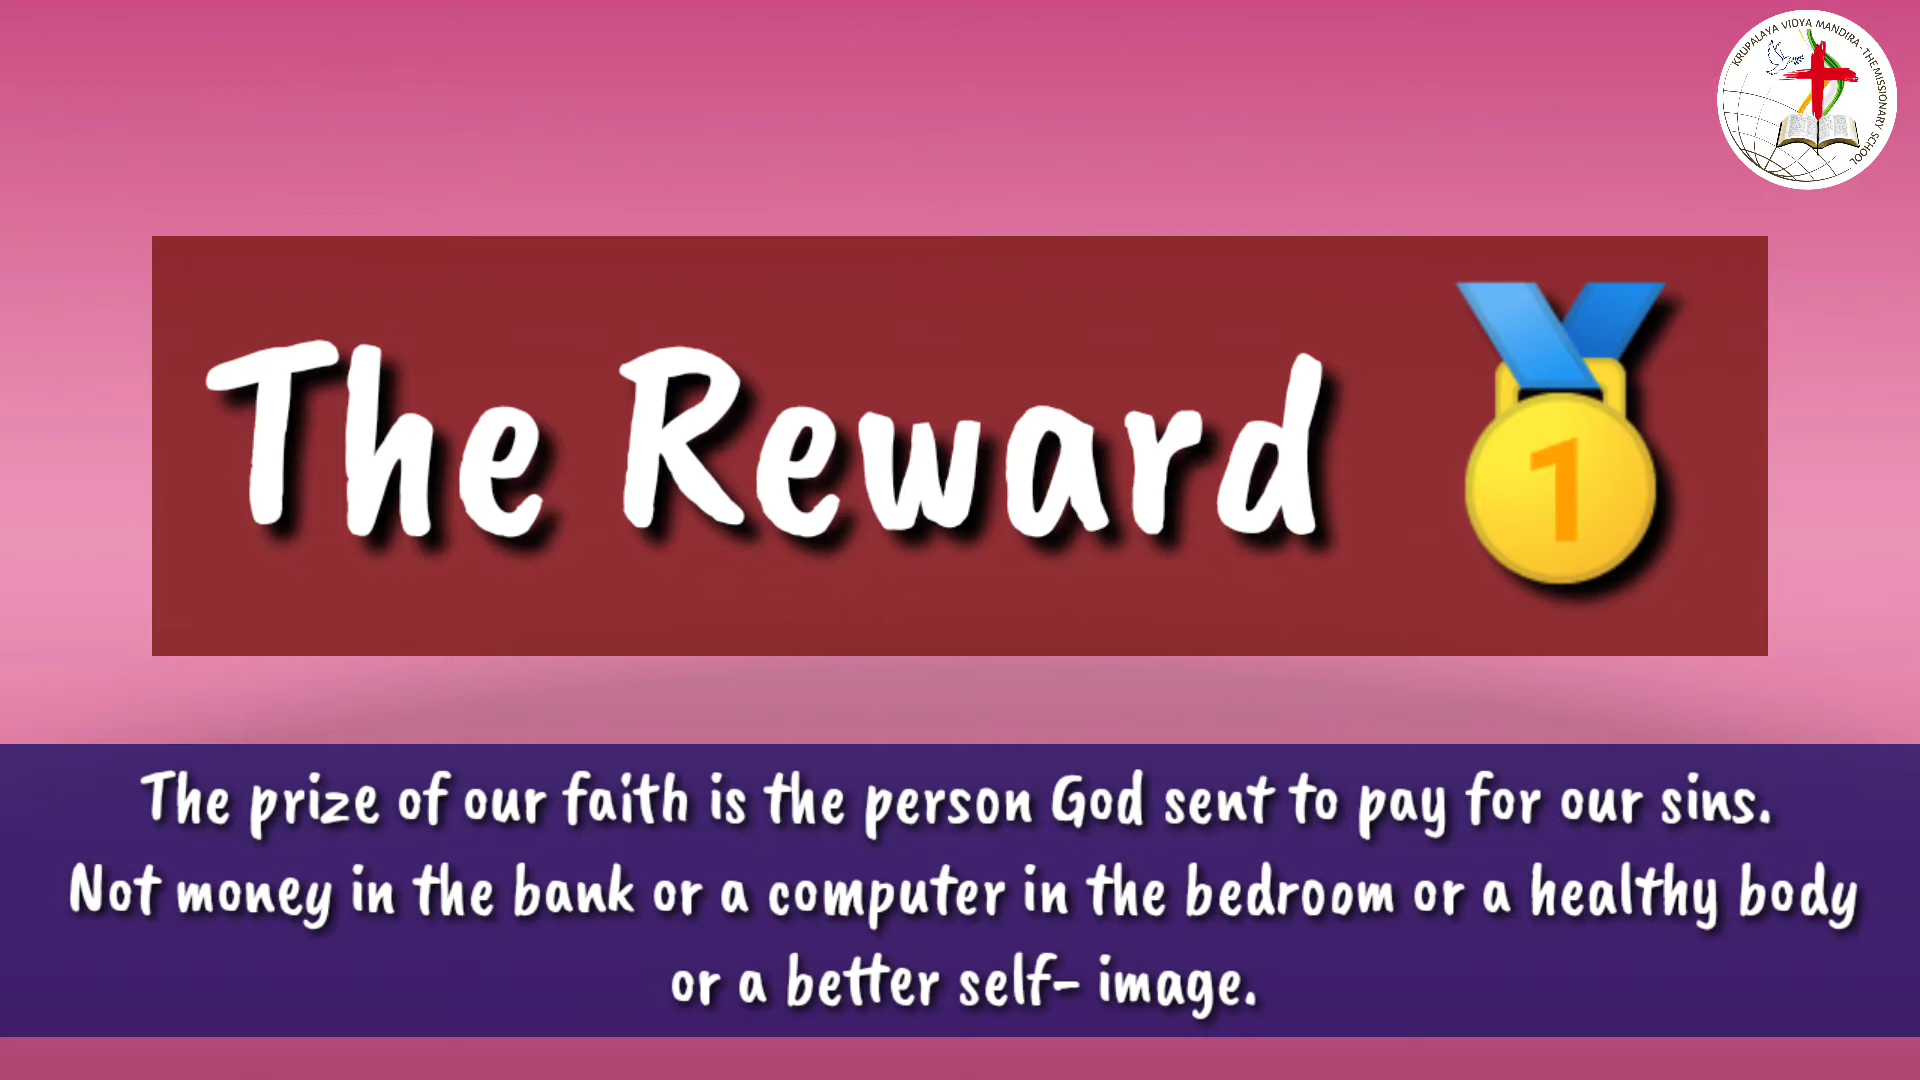 KRUPALAYA VIDYA MANDIRA - THE MISSIONARY SCHOOL
The Reward
1
The prize of our faith is the person God sent to pay for our sins.
Not money in the bank or a computer in the bedroom or a healthy body
or a better self- image.